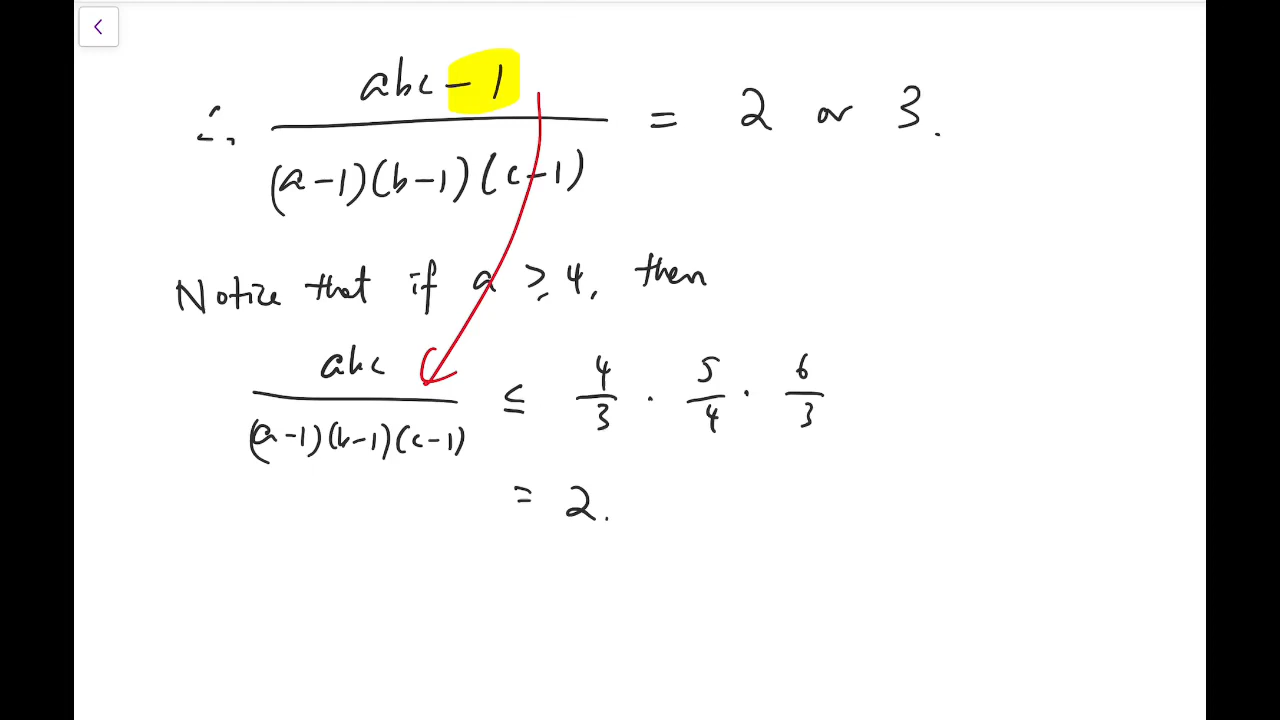 ∴ (abc - 1)/((a-1)(b-1)(c-1)) = 2 or 3.
Notice that if a ≥ 4, then
abc/((a-1)(b-1)(c-1)) ≤ 4/3 · 5/4 · 6/3
= 2.